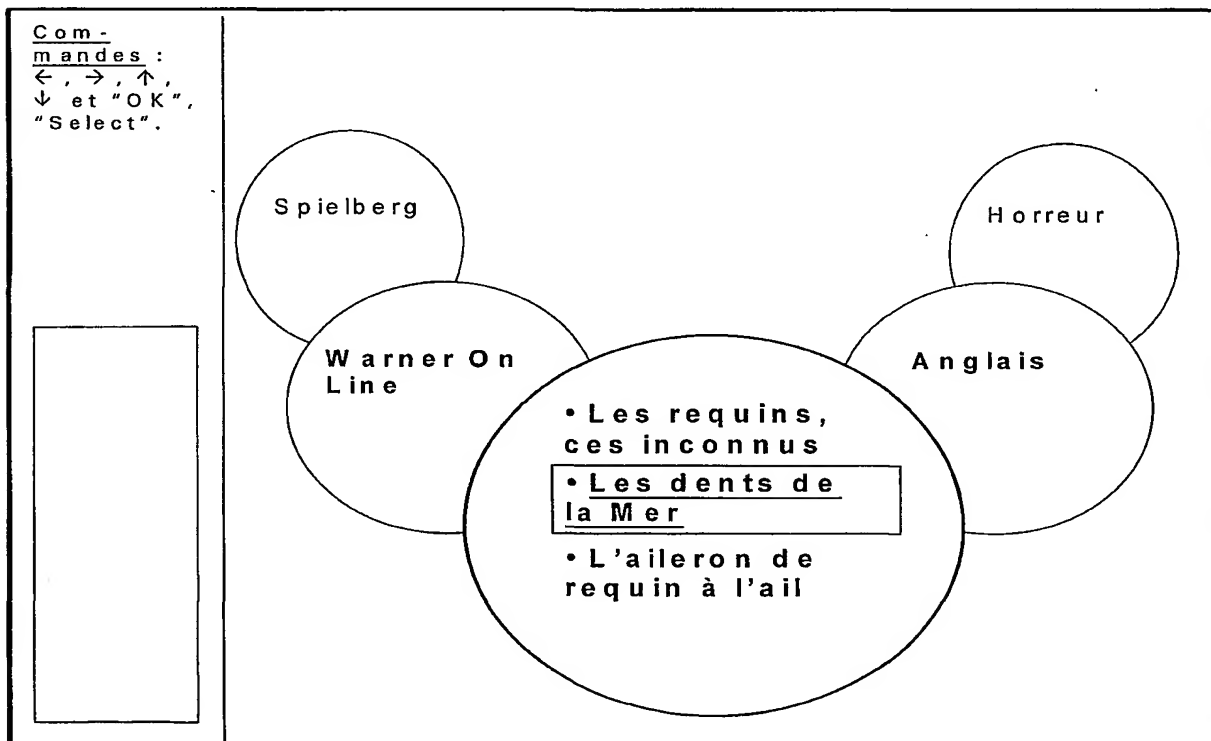 Com-
mandes :
←, →, ↑,
↓ et "OK",
"Select".
Spielberg
Horreur
Warner On
Line
Anglais
• Les requins,
ces inconnus
• Les dents de
la Mer
• L'aileron de
requin à l'ail